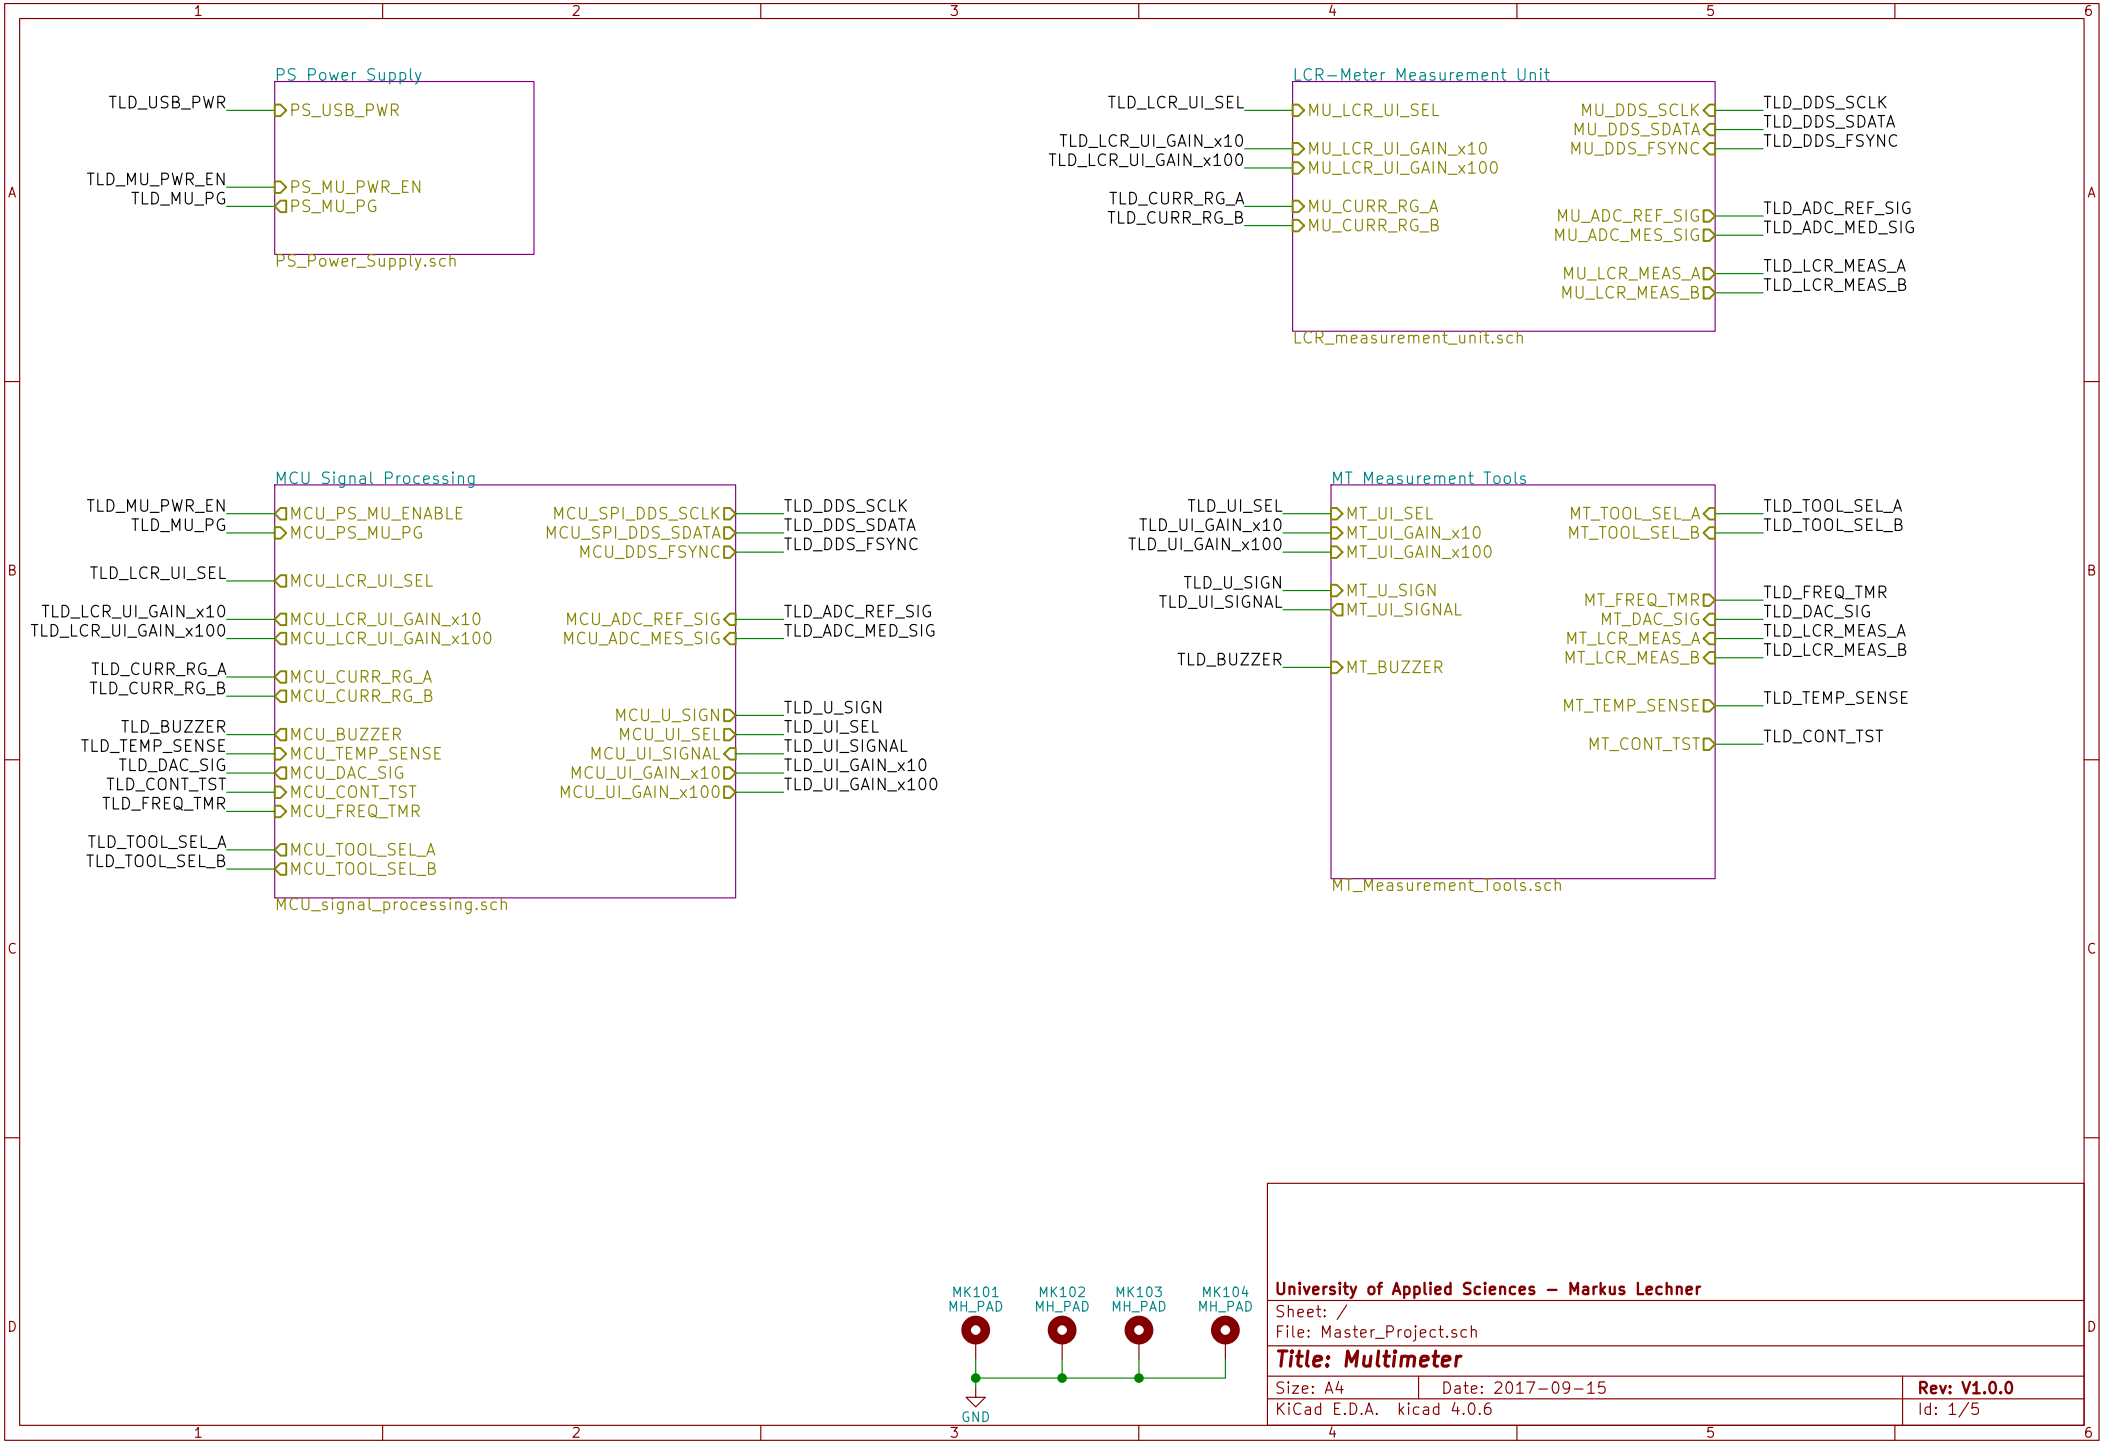 1 2 3 4 5 6
A
B
C
D
PS Power Supply
TLD_USB_PWR
PS_USB_PWR
TLD_MU_PWR_EN
PS_MU_PWR_EN
TLD_MU_PG
PS_MU_PG
PS_Power_Supply.sch
LCR-Meter Measurement Unit
TLD_LCR_UI_SEL
MU_LCR_UI_SEL
TLD_LCR_UI_GAIN_x10
MU_LCR_UI_GAIN_x10
TLD_LCR_UI_GAIN_x100
MU_LCR_UI_GAIN_x100
TLD_CURR_RG_A
MU_CURR_RG_A
TLD_CURR_RG_B
MU_CURR_RG_B
MU_DDS_SCLK
TLD_DDS_SCLK
MU_DDS_SDATA
TLD_DDS_SDATA
MU_DDS_FSYNC
TLD_DDS_FSYNC
MU_ADC_REF_SIG
TLD_ADC_REF_SIG
MU_ADC_MES_SIG
TLD_ADC_MED_SIG
MU_LCR_MEAS_A
TLD_LCR_MEAS_A
MU_LCR_MEAS_B
TLD_LCR_MEAS_B
LCR_measurement_unit.sch
MCU Signal Processing
TLD_MU_PWR_EN
MCU_PS_MU_ENABLE
TLD_MU_PG
MCU_PS_MU_PG
TLD_LCR_UI_SEL
MCU_LCR_UI_SEL
TLD_LCR_UI_GAIN_x10
MCU_LCR_UI_GAIN_x10
TLD_LCR_UI_GAIN_x100
MCU_LCR_UI_GAIN_x100
TLD_CURR_RG_A
MCU_CURR_RG_A
TLD_CURR_RG_B
MCU_CURR_RG_B
TLD_BUZZER
MCU_BUZZER
TLD_TEMP_SENSE
MCU_TEMP_SENSE
TLD_DAC_SIG
MCU_DAC_SIG
TLD_CONT_TST
MCU_CONT_TST
TLD_FREQ_TMR
MCU_FREQ_TMR
TLD_TOOL_SEL_A
MCU_TOOL_SEL_A
TLD_TOOL_SEL_B
MCU_TOOL_SEL_B
MCU_SPI_DDS_SCLK
TLD_DDS_SCLK
MCU_SPI_DDS_SDATA
TLD_DDS_SDATA
MCU_DDS_FSYNC
TLD_DDS_FSYNC
MCU_ADC_REF_SIG
TLD_ADC_REF_SIG
MCU_ADC_MES_SIG
TLD_ADC_MED_SIG
MCU_U_SIGN
TLD_U_SIGN
MCU_UI_SEL
TLD_UI_SEL
MCU_UI_SIGNAL
TLD_UI_SIGNAL
MCU_UI_GAIN_x10
TLD_UI_GAIN_x10
MCU_UI_GAIN_x100
TLD_UI_GAIN_x100
MCU_signal_processing.sch
MT Measurement Tools
TLD_UI_SEL
MT_UI_SEL
TLD_UI_GAIN_x10
MT_UI_GAIN_x10
TLD_UI_GAIN_x100
MT_UI_GAIN_x100
TLD_U_SIGN
MT_U_SIGN
TLD_UI_SIGNAL
MT_UI_SIGNAL
TLD_BUZZER
MT_BUZZER
MT_TOOL_SEL_A
TLD_TOOL_SEL_A
MT_TOOL_SEL_B
TLD_TOOL_SEL_B
MT_FREQ_TMR
TLD_FREQ_TMR
MT_DAC_SIG
TLD_DAC_SIG
MT_LCR_MEAS_A
TLD_LCR_MEAS_A
MT_LCR_MEAS_B
TLD_LCR_MEAS_B
MT_TEMP_SENSE
TLD_TEMP_SENSE
MT_CONT_TST
TLD_CONT_TST
MT_Measurement_Tools.sch
MK101
MH_PAD
MK102
MH_PAD
MK103
MH_PAD
MK104
MH_PAD
GND
University of Applied Sciences – Markus Lechner
Sheet: /
File: Master_Project.sch
Title: Multimeter
Size: A4 Date: 2017-09-15 Rev: V1.0.0
KiCad E.D.A. kicad 4.0.6 Id: 1/5
A
B
C
D
1 2 3 4 5 6